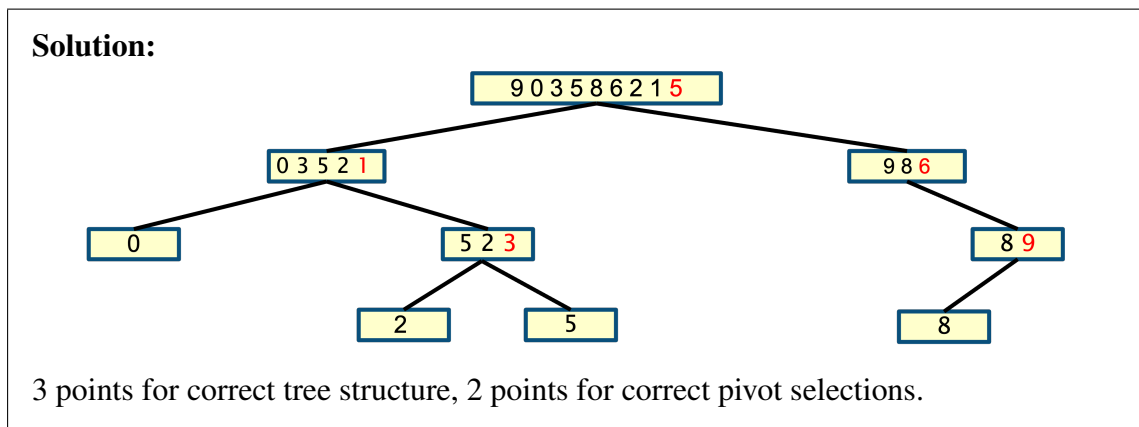 Solution:
9 0 3 5 8 6 2 1 5
0 3 5 2 1
9 8 6
0
5 2 3
8 9
2
5
8
3 points for correct tree structure, 2 points for correct pivot selections.